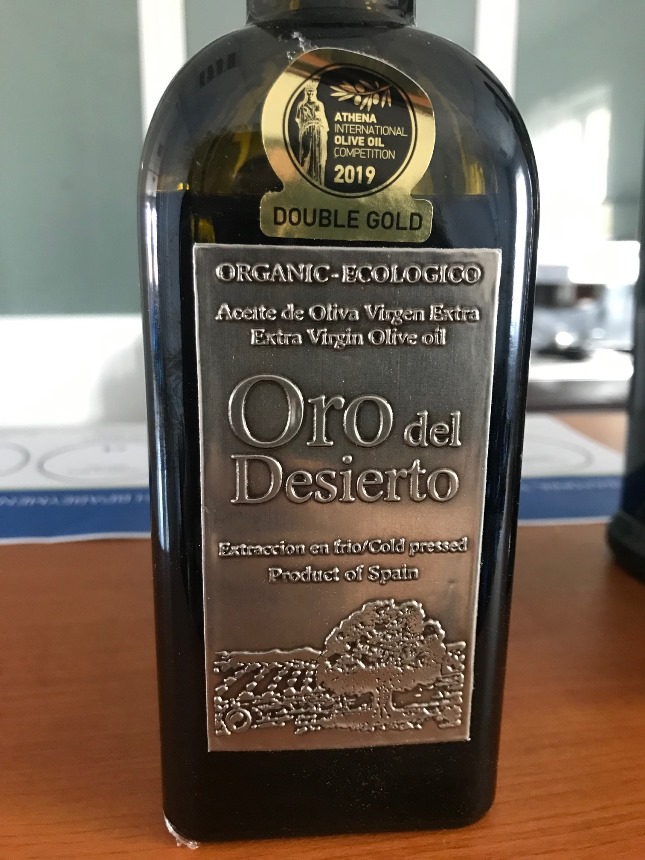 ATHENA
INTERNATIONAL
OLIVE OIL
COMPETITION
2019
DOUBLE GOLD
ORGANIC-ECOLOGICO
Aceite de Oliva Virgen Extra
Extra Virgin Olive oil
Oro del
Desierto
Extraccion en frio/Cold pressed
Product of Spain